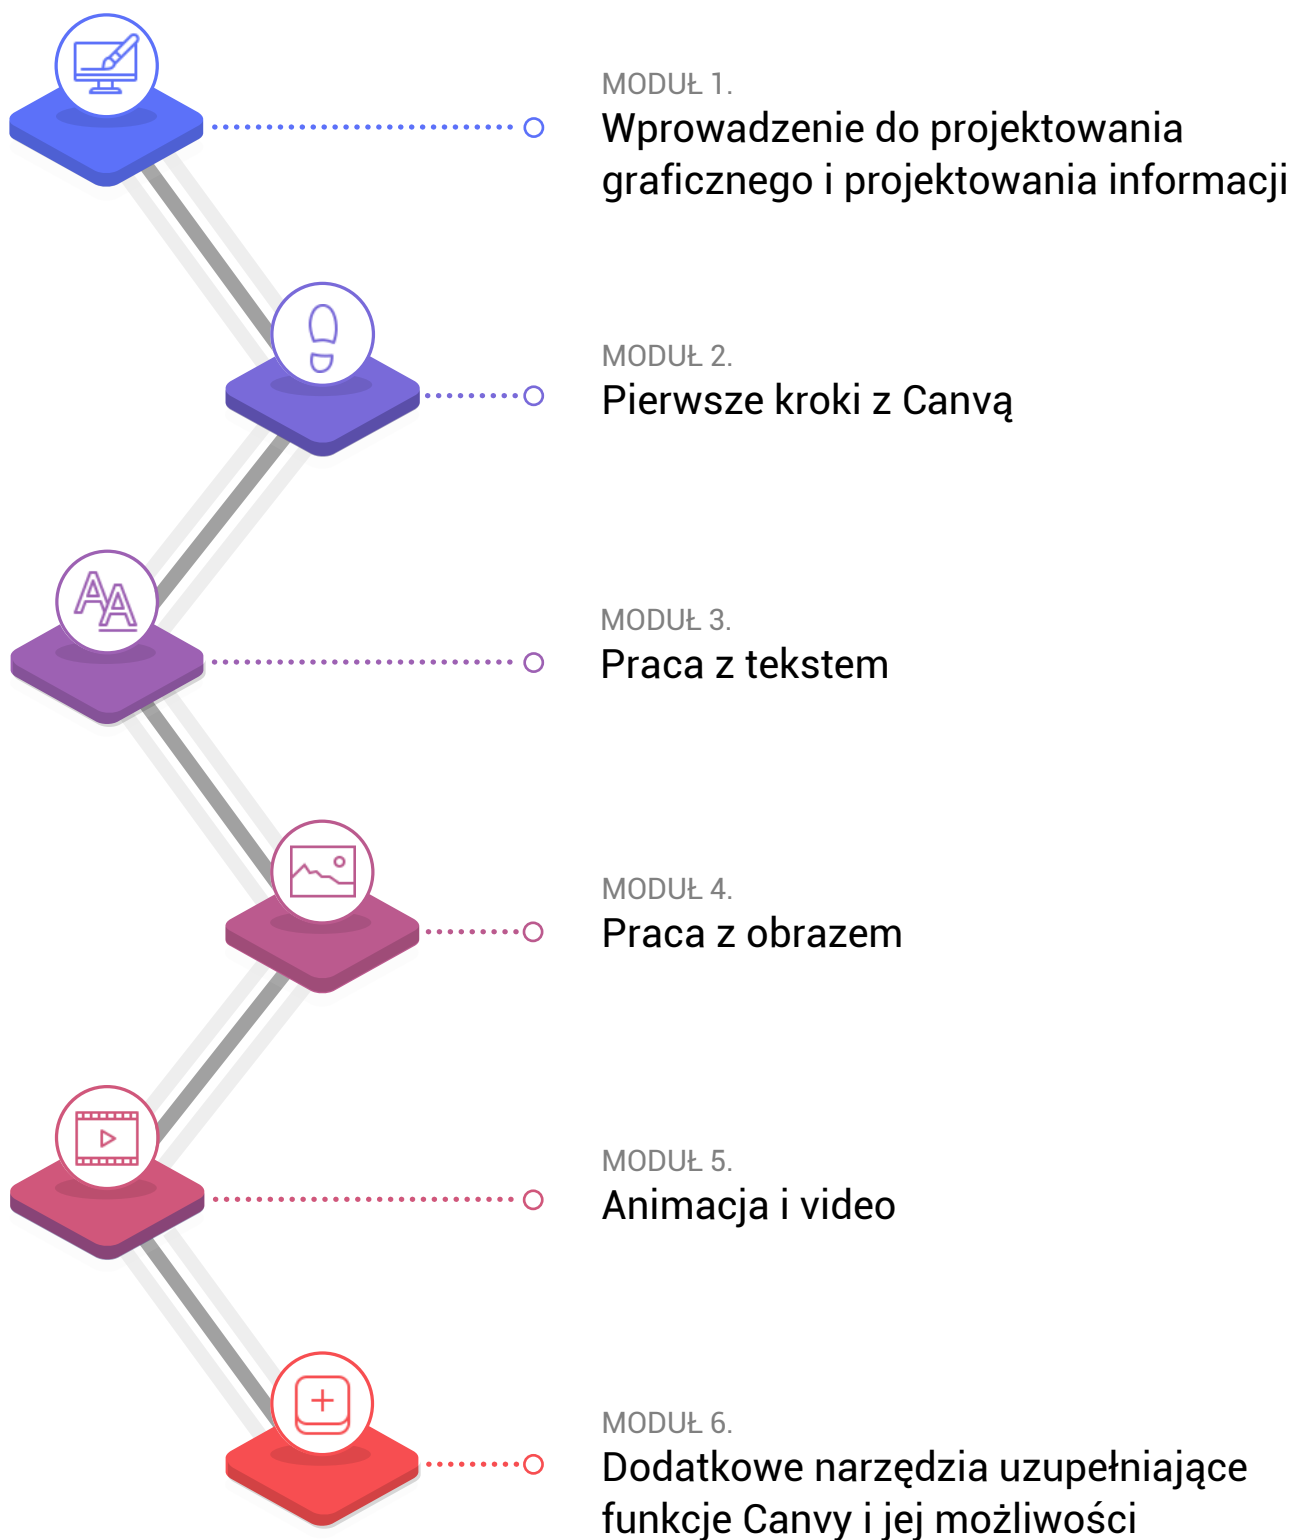 MODUŁ 1.
Wprowadzenie do projektowania
graficznego i projektowania informacji
MODUŁ 2.
Pierwsze kroki z Canvą
MODUŁ 3.
Praca z tekstem
MODUŁ 4.
Praca z obrazem
MODUŁ 5.
Animacja i video
MODUŁ 6.
Dodatkowe narzędzia uzupełniające
funkcje Canvy i jej możliwości